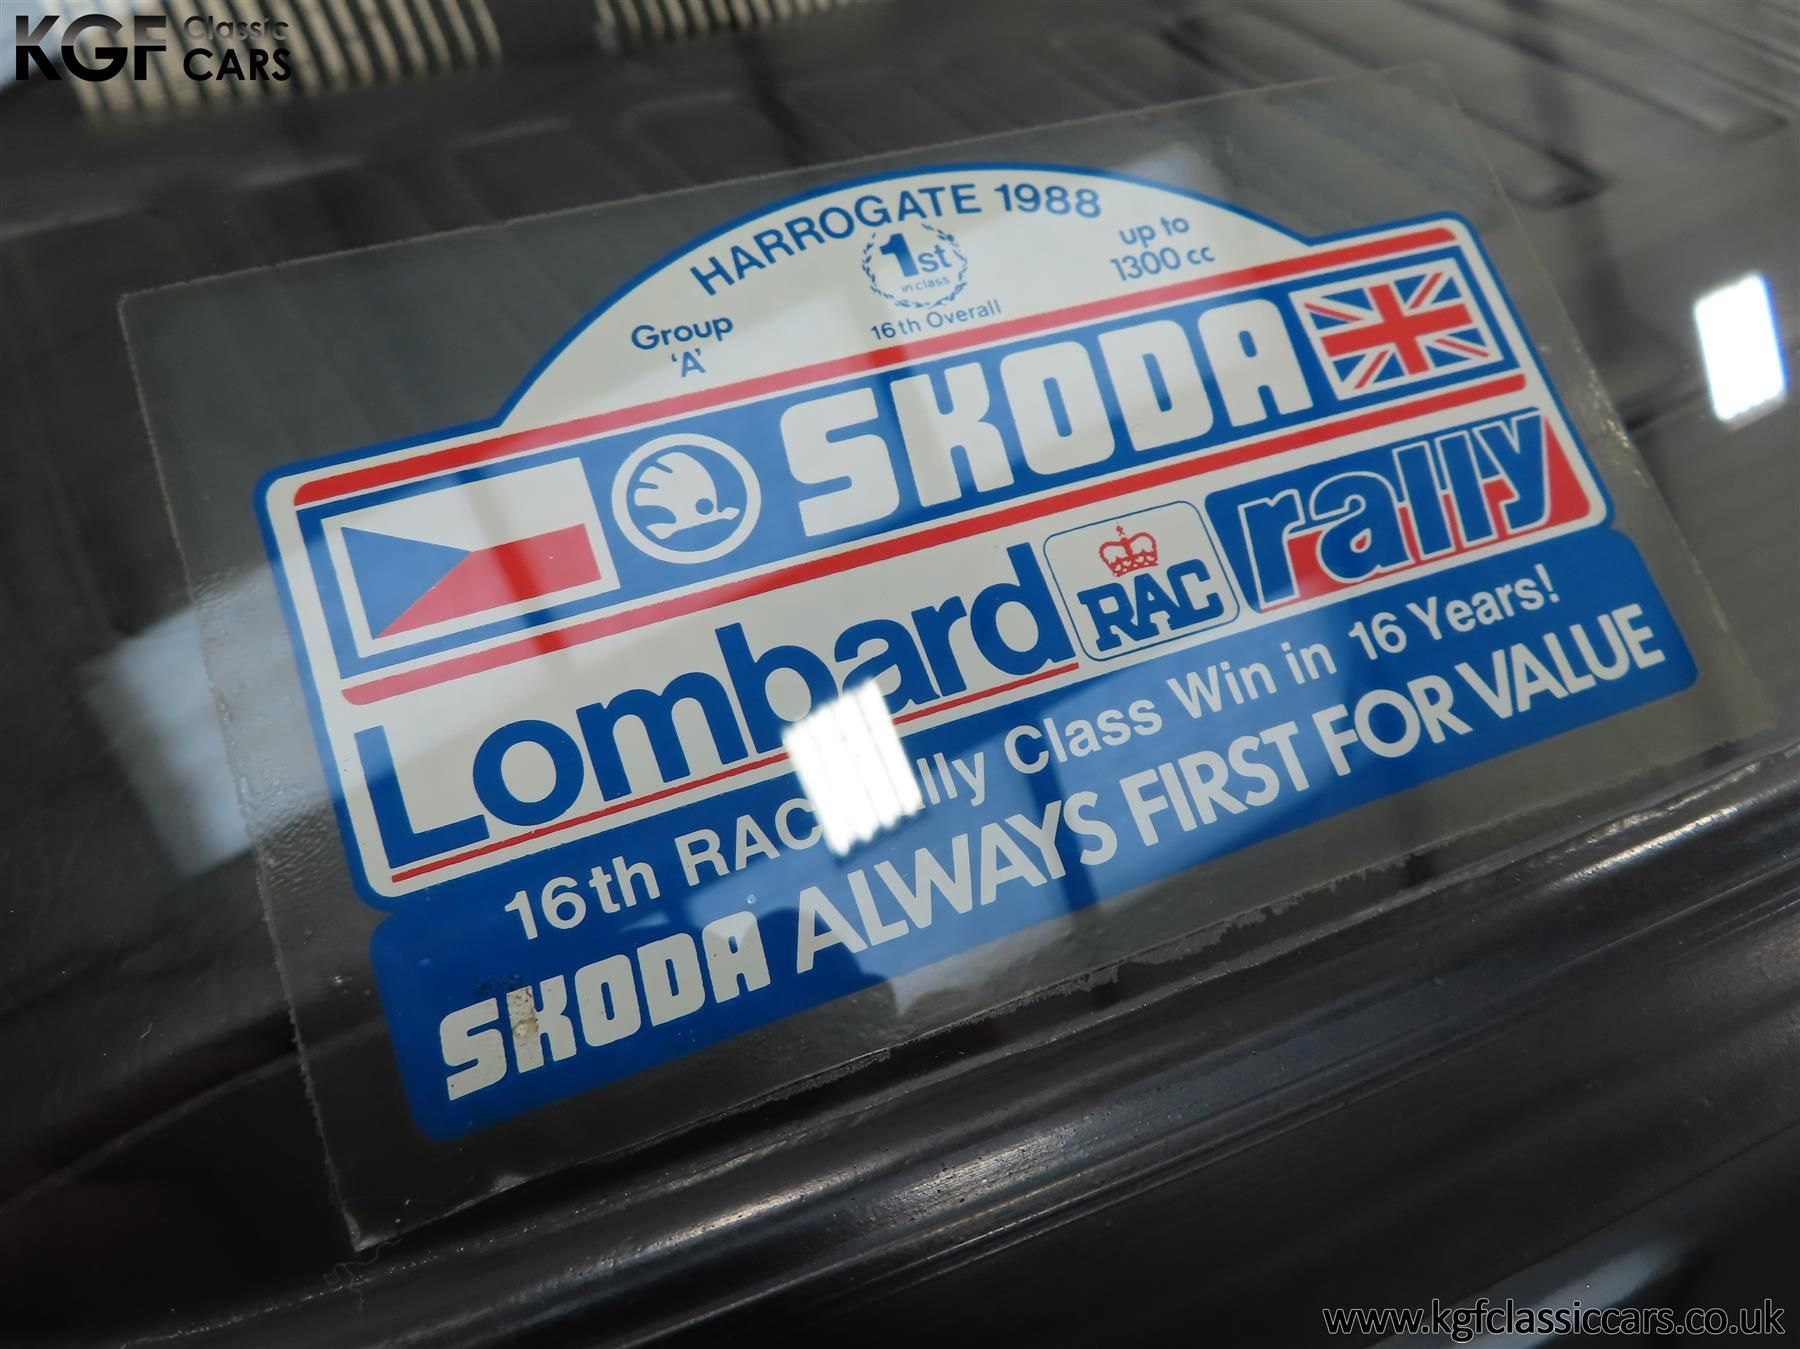 KGF Classic CARS
HARROGATE 1988
1st
in class
16th Overall
Group 'A'
up to 1300 cc
SKODA
Lombard RAC rally
16th RAC Rally Class Win in 16 Years!
SKODA ALWAYS FIRST FOR VALUE
www.kgfclassiccars.co.uk